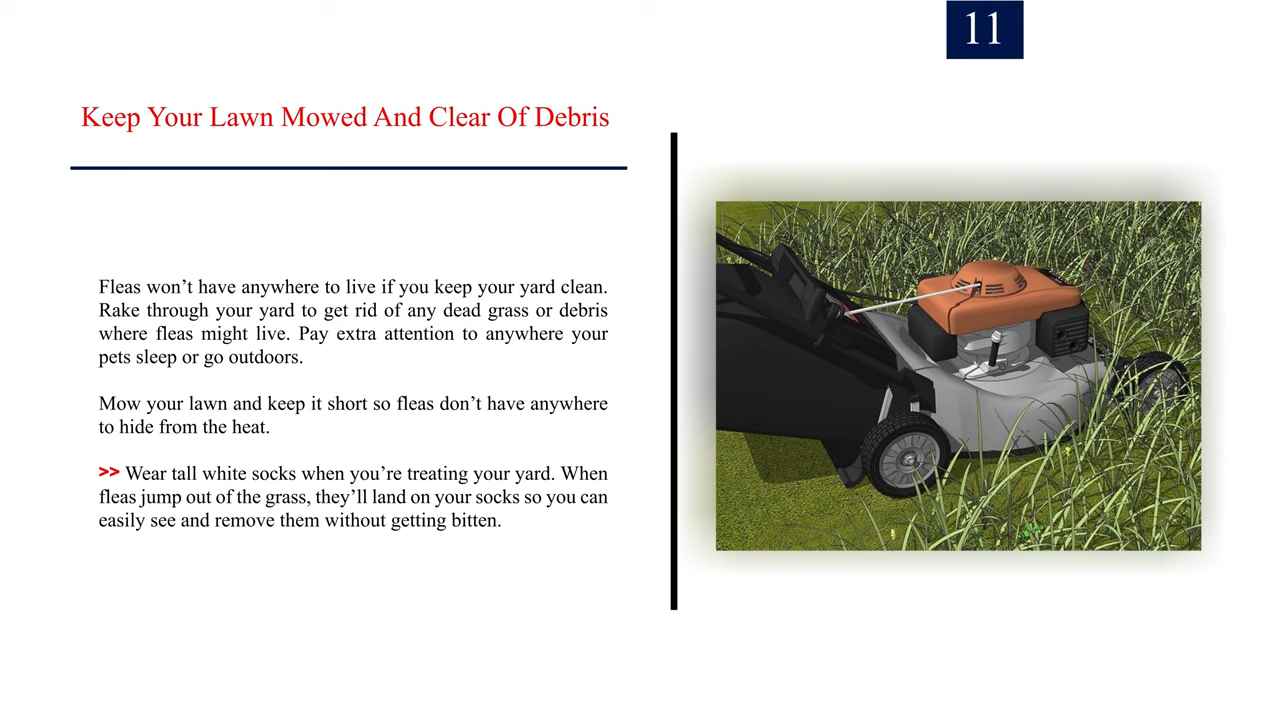 11
Keep Your Lawn Mowed And Clear Of Debris
Fleas won’t have anywhere to live if you keep your yard clean.
Rake through your yard to get rid of any dead grass or debris
where fleas might live. Pay extra attention to anywhere your
pets sleep or go outdoors.
Mow your lawn and keep it short so fleas don’t have anywhere
to hide from the heat.
>> Wear tall white socks when you’re treating your yard. When
fleas jump out of the grass, they’ll land on your socks so you can
easily see and remove them without getting bitten.